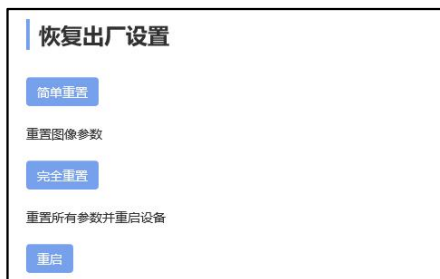 恢复出厂设置
简单重置
重置图像参数
完全重置
重置所有参数并重启设备
重启